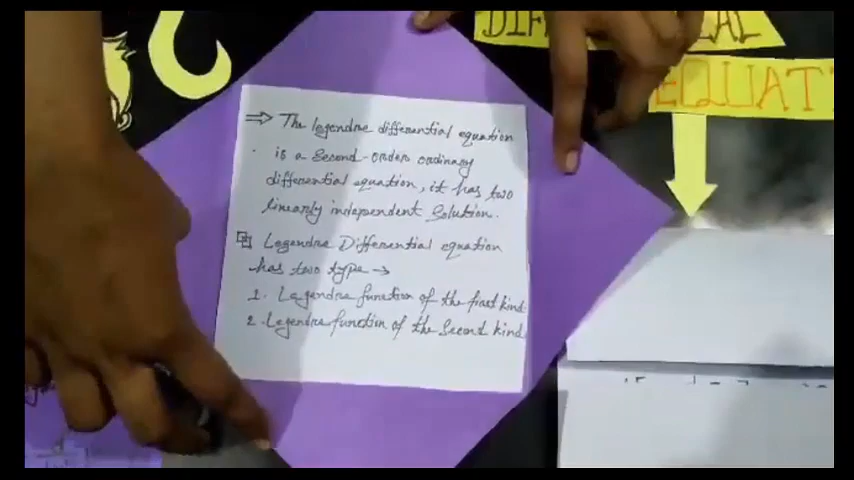 ⇒ The legendre differential equation
is a Second-order ordinary
differential equation, it has two
linearly independent Solution.
Legendre Differential equation
has two type →
1. Legendre function of the first kind
2. Legendre function of the Second kind
EQUAT